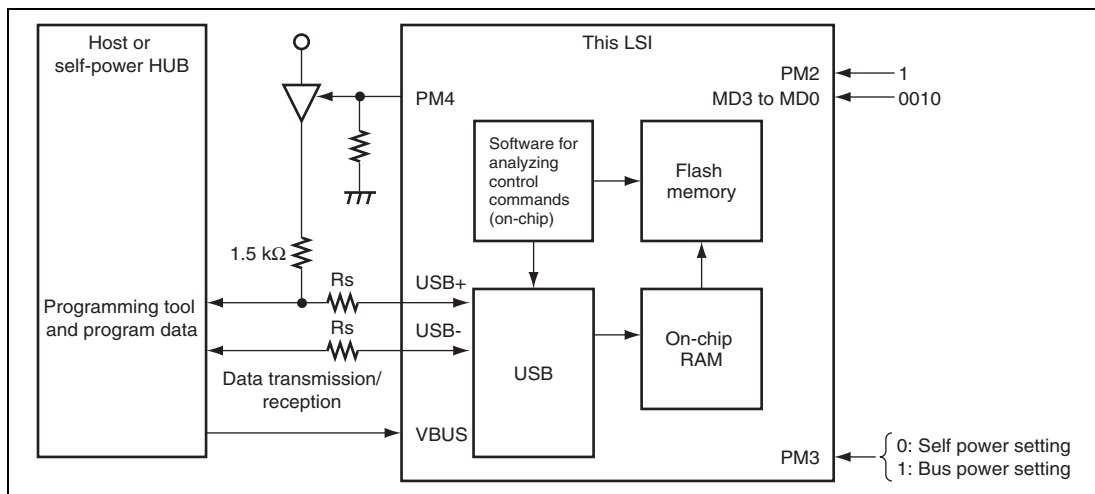 Host or
self-power HUB
Programming tool
and program data
1.5 kΩ
Rs
Rs
Data transmission/
reception
This LSI
PM4
USB+
USB-
VBUS
Software for
analyzing
control
commands
(on-chip)
Flash
memory
USB
On-chip
RAM
PM2
1
MD3 to MD0
0010
PM3
0: Self power setting
1: Bus power setting